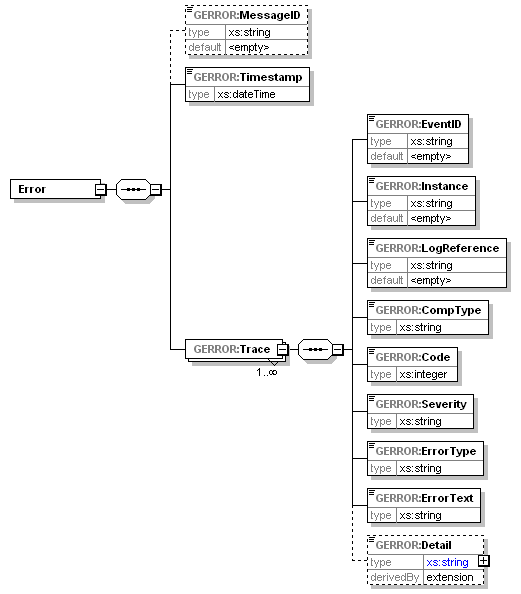 GERROR:MessageID
type xs:string
default <empty>
GERROR:Timestamp
type xs:dateTime
Error
GERROR:Trace
1..∞
GERROR:EventID
type xs:string
default <empty>
GERROR:Instance
type xs:string
default <empty>
GERROR:LogReference
type xs:string
default <empty>
GERROR:CompType
type xs:string
GERROR:Code
type xs:integer
GERROR:Severity
type xs:string
GERROR:ErrorType
type xs:string
GERROR:ErrorText
type xs:string
GERROR:Detail
type xs:string
derivedBy extension